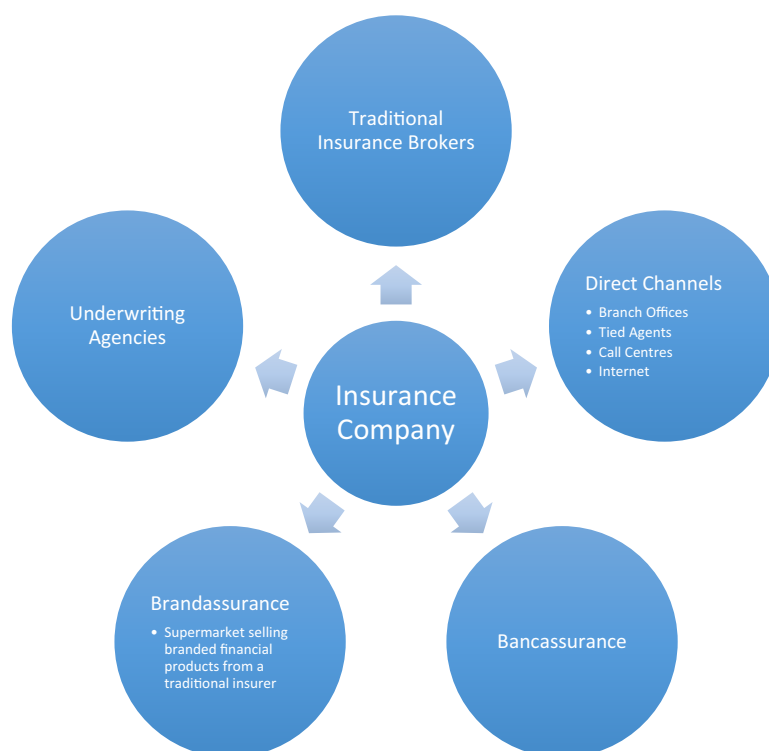 Traditional
Insurance Brokers
Direct Channels
• Branch Offices
• Tied Agents
• Call Centres
• Internet
Underwriting
Agencies
Insurance
Company
Brandassurance
• Supermarket selling
branded financial
products from a
traditional insurer
Bancassurance